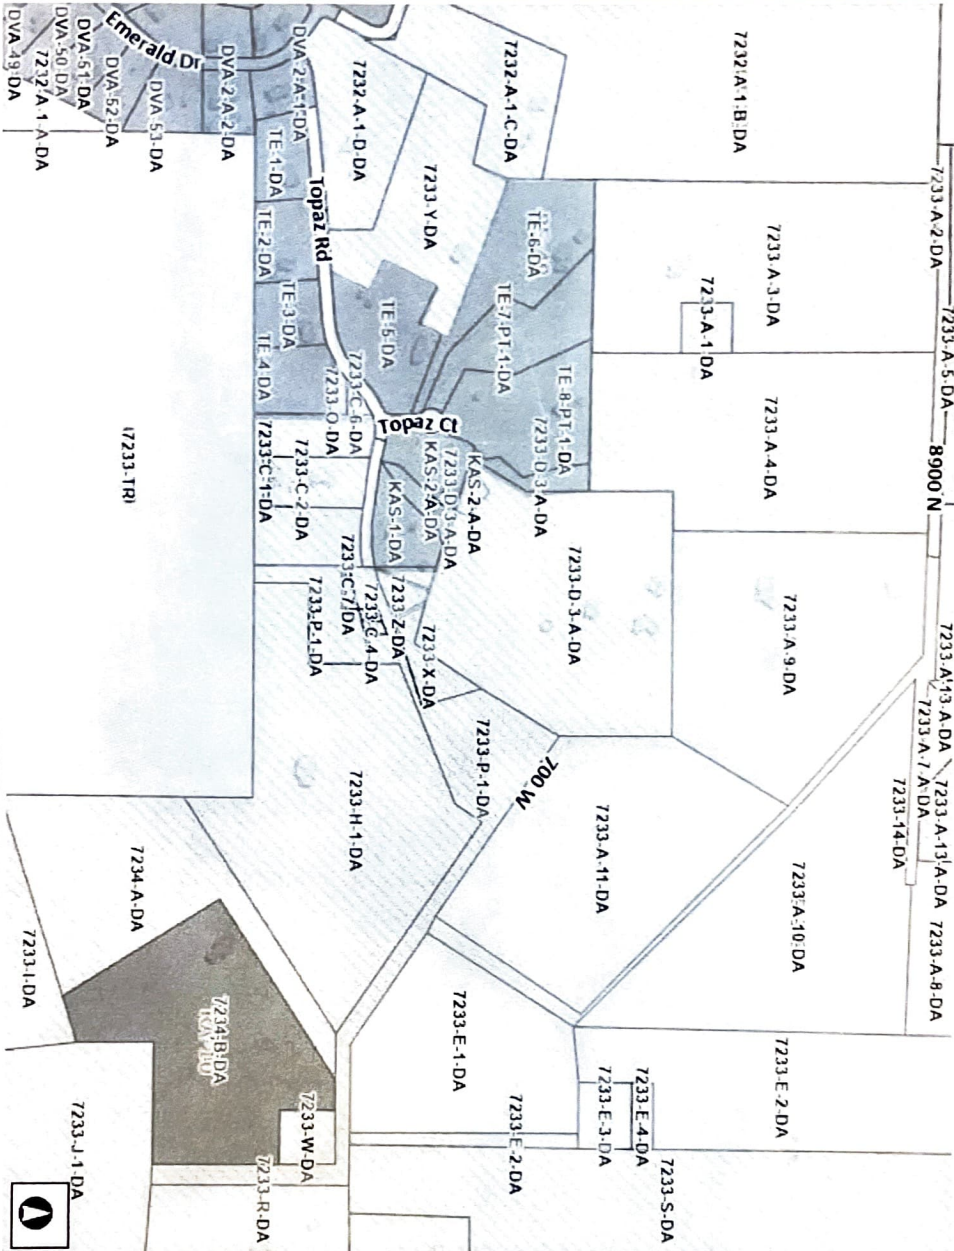 Emerald Dr
DVA-49-DA
DVA-50-DA
DVA-51-DA
7232-A-1-A-DA
DVA-52-DA
DVA-53-DA
DVA-2-A-2-DA
DVA-2-A-1-DA
7232-A-1-D-DA
7232-A-1-C-DA
7232-A-1-B-DA
TE-1-DA
Topaz Rd
7233-Y-DA
TE-6-DA
7233-A-2-DA
TE-2-DA
7233-A-3-DA
TE-3-DA
TE-5-DA
TE-7-PT-1-DA
7233-A-1-DA
7233-A-5-DA
TE-4-DA
7233-O-DA
7233-C-6-DA
Topaz Ct
TE-8-PT-1-DA
7233-D-3-A-DA
7233-A-4-DA
8900 N
7233-TRI
7233-C-1-DA
7233-C-2-DA
KAS-1-DA
KAS-2-A-DA
7233-D-3-A-DA
KAS-2-A-DA
7233-D-3-A-DA
7233-C-7-DA
7233-C-4-DA
7233-Z-DA
7233-X-DA
7233-P-1-DA
7233-A-9-DA
7233-A-13-A-DA
7233-A-7-A-DA
7233-P-1-DA
700 W
7233-H-1-DA
7233-A-11-DA
7233-14-DA
7233-A-13-A-DA
7234-A-DA
7233-A-10-DA
7233-A-8-DA
7233-I-DA
7234-B-DA
7233-E-1-DA
7233-E-2-DA
7233-E-3-DA
7233-E-4-DA
7233-W-DA
7233-E-2-DA
7233-J-1-DA
7233-R-DA
7233-S-DA